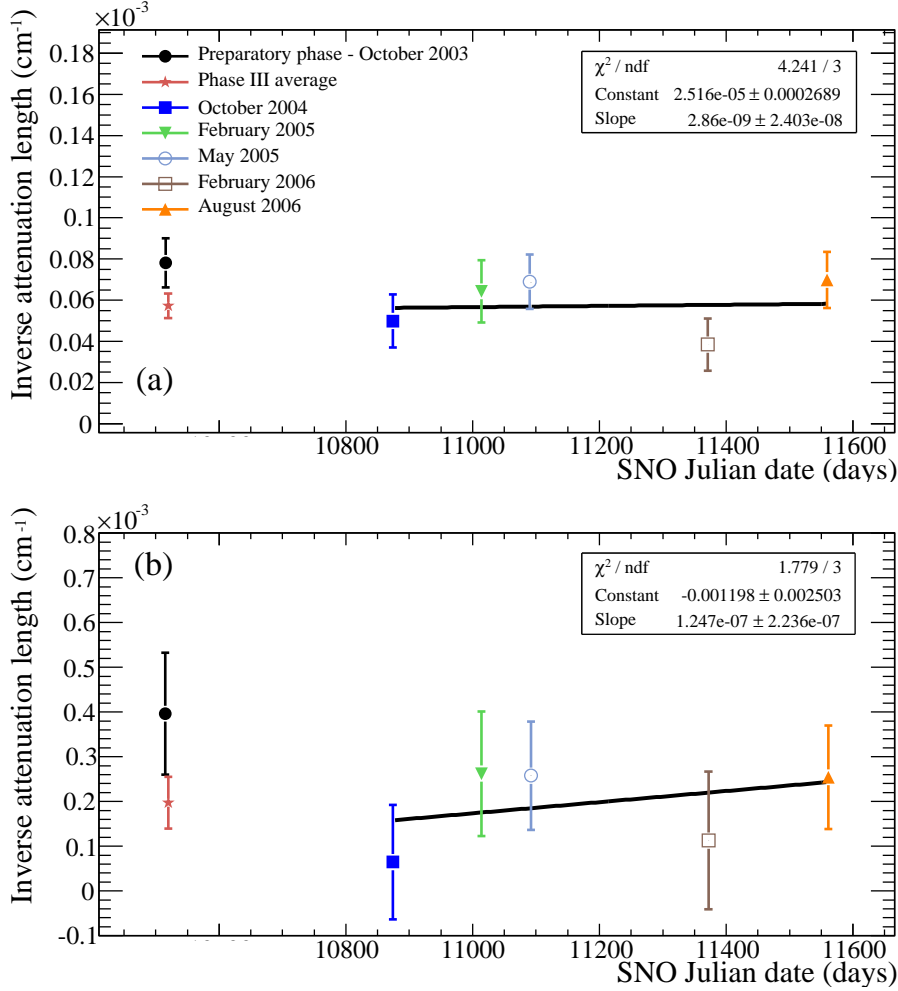 ×10⁻³
Inverse attenuation length (cm⁻¹)
0.18
0.16
0.14
0.12
0.1
0.08
0.06
0.04
0.02
0
Preparatory phase - October 2003
Phase III average
October 2004
February 2005
May 2005
February 2006
August 2006
χ² / ndf 4.241 / 3
Constant 2.516e-05 ± 0.0002689
Slope 2.86e-09 ± 2.403e-08
(a)
10800 11000 11200 11400 11600
SNO Julian date (days)
×10⁻³
Inverse attenuation length (cm⁻¹)
0.8
0.7
0.6
0.5
0.4
0.3
0.2
0.1
0
-0.1
(b)
χ² / ndf 1.779 / 3
Constant -0.001198 ± 0.002503
Slope 1.247e-07 ± 2.236e-07
10800 11000 11200 11400 11600
SNO Julian date (days)